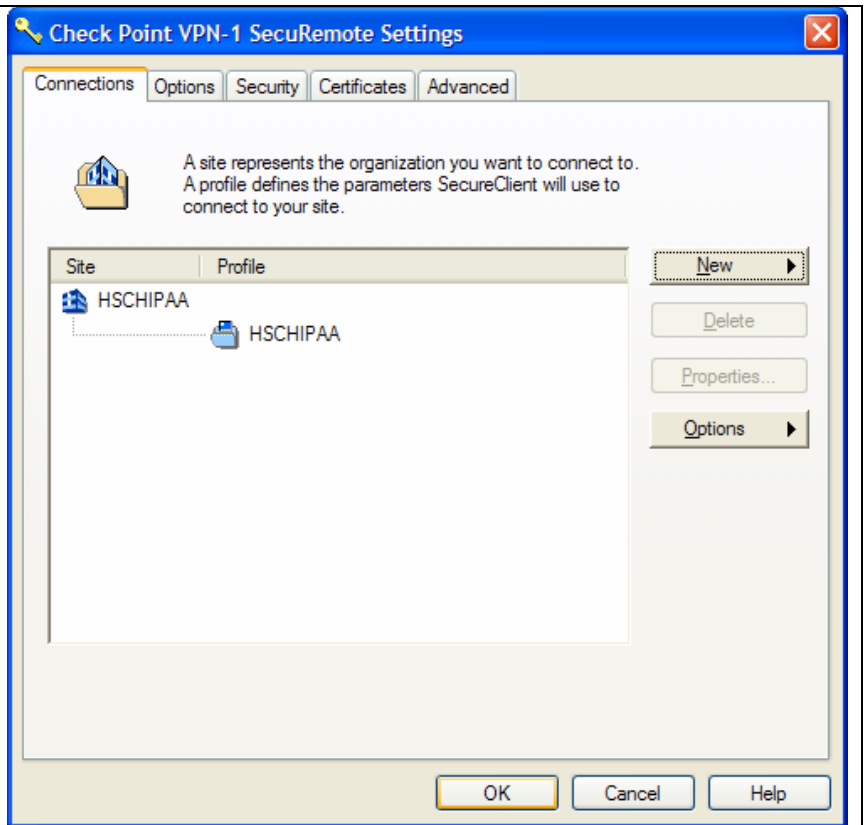 Check Point VPN-1 SecuRemote Settings
Connections Options Security Certificates Advanced
A site represents the organization you want to connect to.
A profile defines the parameters SecureClient will use to
connect to your site.
Site Profile
New
HSCHIPAA
Delete
HSCHIPAA
Properties...
Options
OK Cancel Help